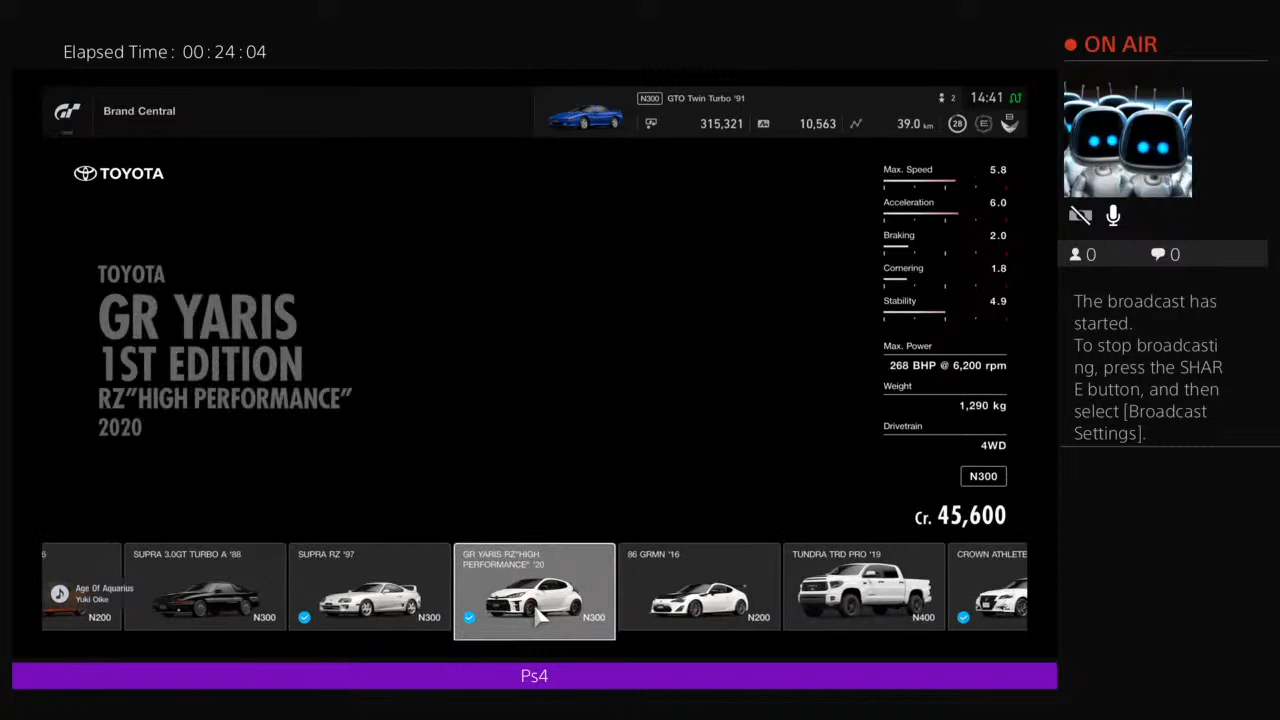 Elapsed Time: 00:24:04
ON AIR
GT
Brand Central
N300 GTO Twin Turbo '91
2 14:41
315,321 10,563 39.0 km 28 E B
TOYOTA
TOYOTA
GR YARIS
1ST EDITION
RZ"HIGH PERFORMANCE"
2020
Max. Speed 5.8
Acceleration 6.0
Braking 2.0
Cornering 1.8
Stability 4.9
Max. Power
268 BHP @ 6,200 rpm
Weight
1,290 kg
Drivetrain
4WD
N300
Cr. 45,600
6
Age Of Aquarius
Yuki Oike
N200
SUPRA 3.0GT TURBO A '88
N300
SUPRA RZ '97
N300
GR YARIS RZ"HIGH
PERFORMANCE" '20
N300
86 GRMN '16
N200
TUNDRA TRD PRO '19
N400
CROWN ATHLETE
Ps4
0 0
The broadcast has
started.
To stop broadcasti
ng, press the SHAR
E button, and then
select [Broadcast
Settings].